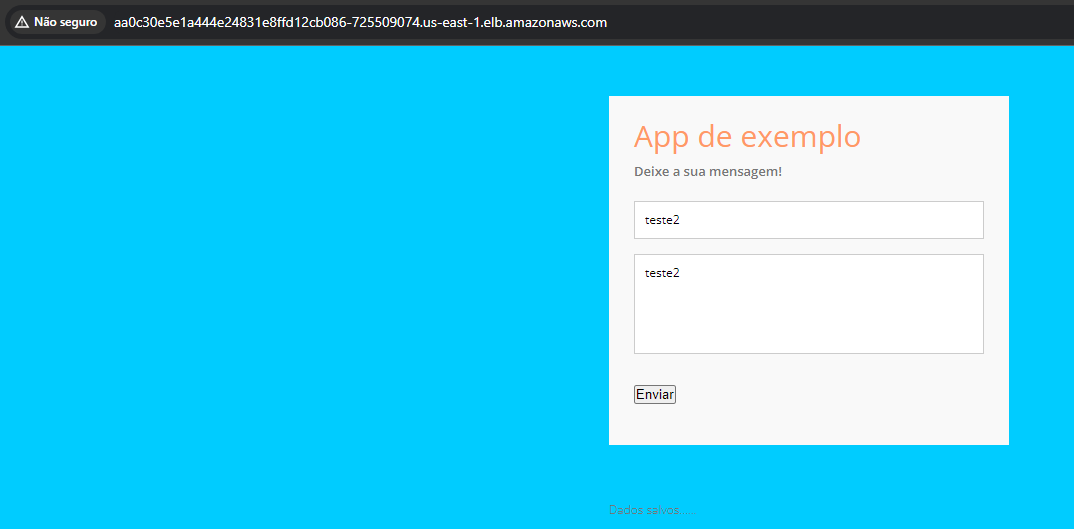 Não seguro aa0c30e5e1a444e24831e8ffd12cb086-725509074.us-east-1.elb.amazonaws.com
App de exemplo
Deixe a sua mensagem!
teste2
teste2
Enviar
Dados salvos.....